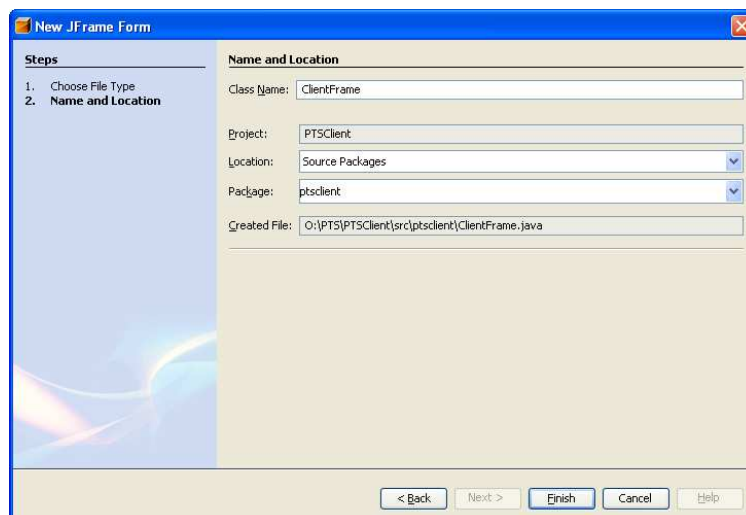 New JFrame Form
Steps
1. Choose File Type
2. Name and Location
Name and Location
Class Name: ClientFrame
Project: PTSClient
Location: Source Packages
Package: ptsclient
Created File: O:\PTS\PTSClient\src\ptsclient\ClientFrame.java
< Back Next > Finish Cancel Help